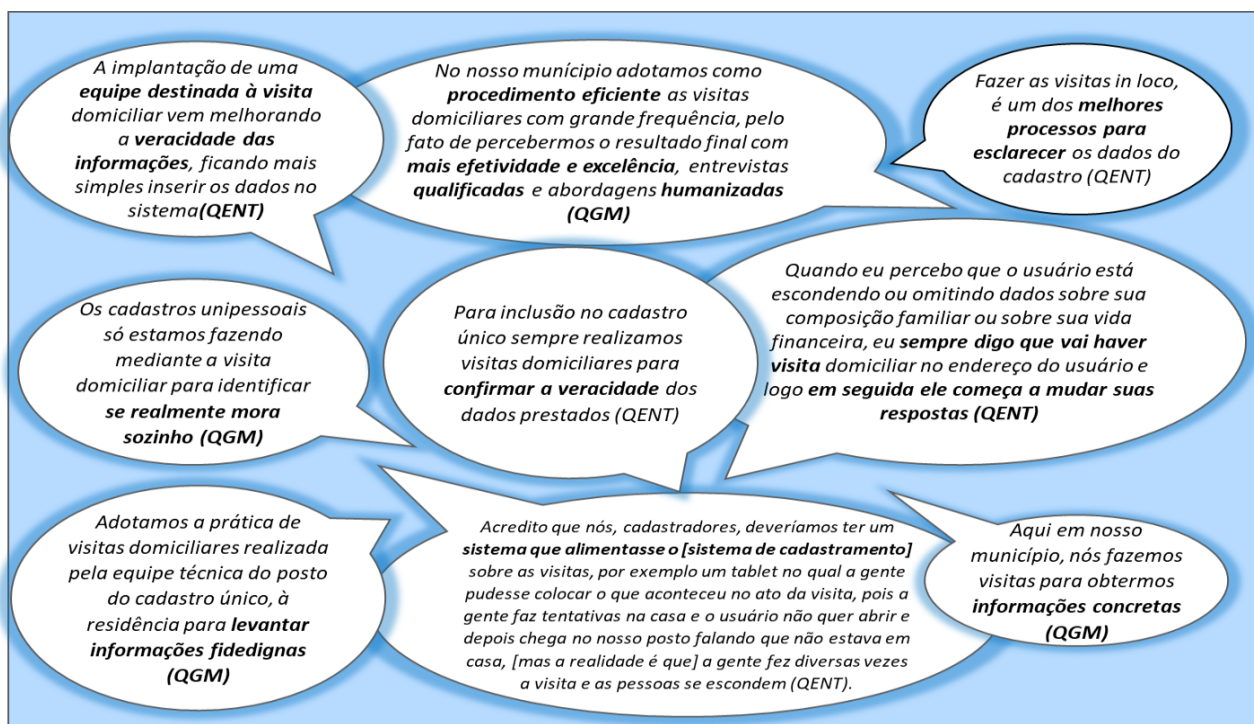 A implantação de uma
equipe destinada à visita
domiciliar vem melhorando
a veracidade das
informações, ficando mais
simples inserir os dados no
sistema(QENT)
No nosso munícipio adotamos como
procedimento eficiente as visitas
domiciliares com grande frequência, pelo
fato de percebermos o resultado final com
mais efetividade e excelência, entrevistas
qualificadas e abordagens humanizadas
(QGM)
Fazer as visitas in loco,
é um dos melhores
processos para
esclarecer os dados do
cadastro (QENT)
Os cadastros unipessoais
só estamos fazendo
mediante a visita
domiciliar para identificar
se realmente mora
sozinho (QGM)
Para inclusão no cadastro
único sempre realizamos
visitas domiciliares para
confirmar a veracidade dos
dados prestados (QENT)
Quando eu percebo que o usuário está
escondendo ou omitindo dados sobre sua
composição familiar ou sobre sua vida
financeira, eu sempre digo que vai haver
visita domiciliar no endereço do usuário e
logo em seguida ele começa a mudar suas
respostas (QENT)
Adotamos a prática de
visitas domiciliares realizada
pela equipe técnica do posto
do cadastro único, à
residência para levantar
informações fidedignas
(QGM)
Acredito que nós, cadastradores, deveríamos ter um
sistema que alimentasse o [sistema de cadastramento]
sobre as visitas, por exemplo um tablet no qual a gente
pudesse colocar o que aconteceu no ato da visita, pois a
gente faz tentativas na casa e o usuário não quer abrir e
depois chega no nosso posto falando que não estava em
casa, [mas a realidade é que] a gente fez diversas vezes
a visita e as pessoas se escondem (QENT).
Aqui em nosso
município, nós fazemos
visitas para obtermos
informações concretas
(QGM)